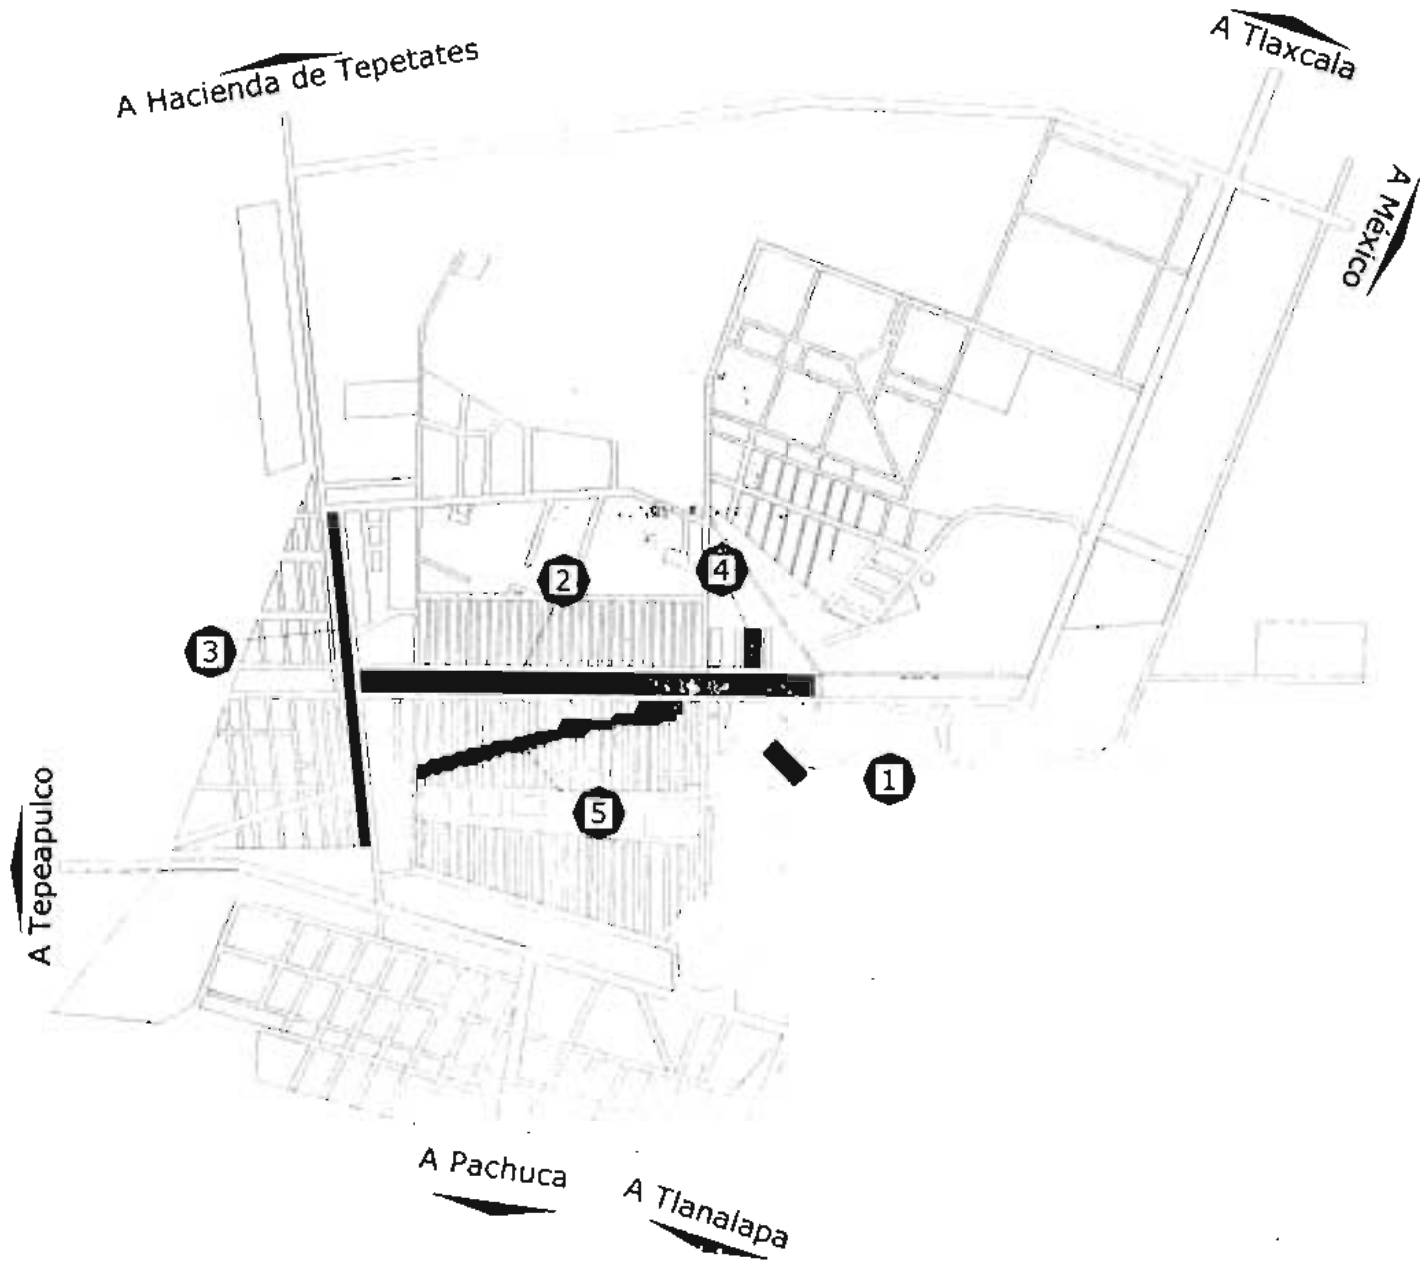 A Tlaxcala
A Hacienda de Tepetates
A México
2
4
3
1
5
A Tepeapulco
A Pachuca
A Tlanalapa